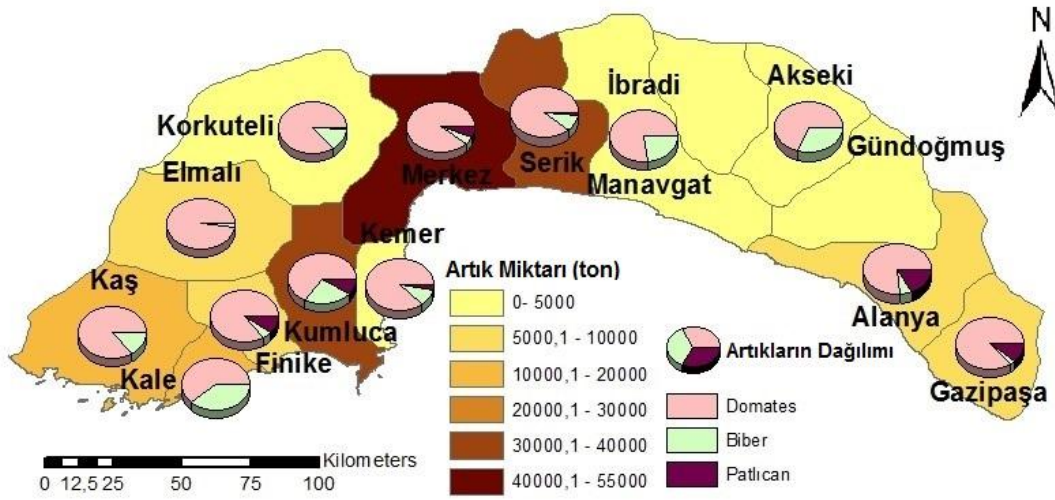 N
İbradi
Akseki
Korkuteli
Gündoğmuş
Elmalı
Merkez
Serik
Manavgat
Kemer
Kaş
Kumluca
Alanya
Kale
Finike
Gazipaşa
Artık Miktarı (ton)
0- 5000
5000,1 - 10000
10000,1 - 20000
20000,1 - 30000
30000,1 - 40000
40000,1 - 55000
Artıkların Dağılımı
Domates
Biber
Patlıcan
Kilometers
0 12,5 25 50 75 100